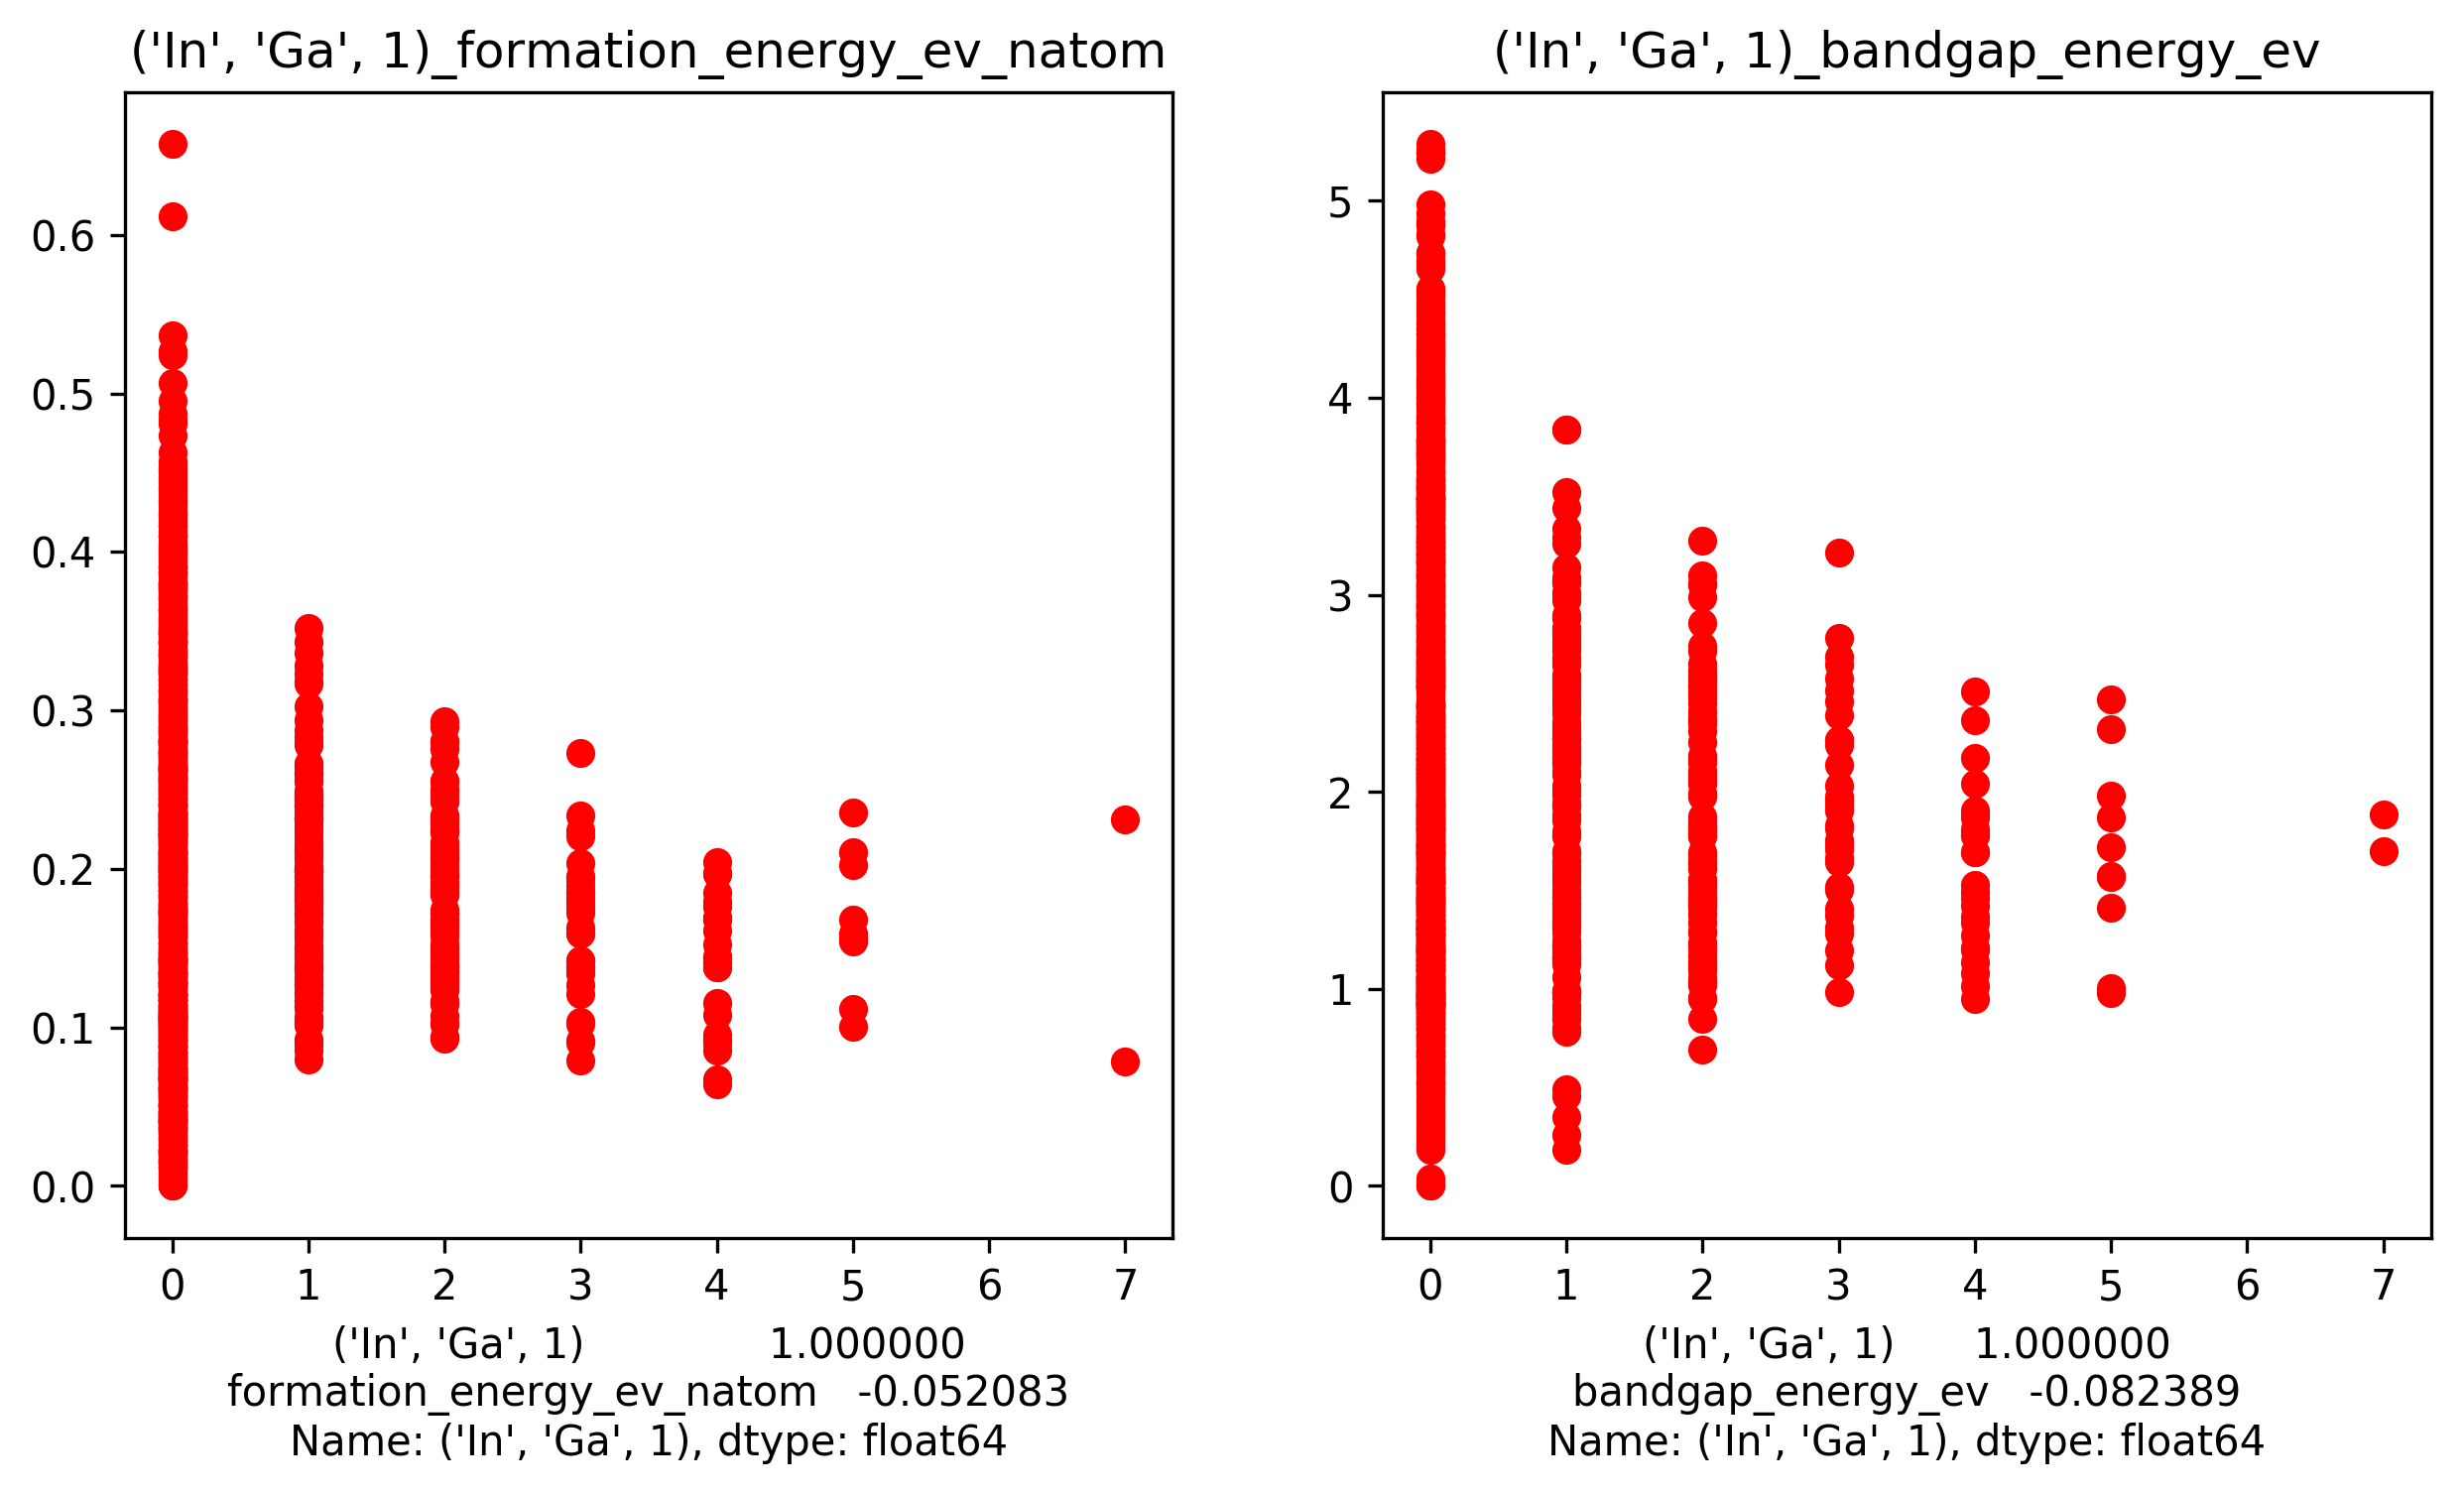 ('In', 'Ga', 1)_formation_energy_ev_natom
0.6
0.5
0.4
0.3
0.2
0.1
0.0
0 1 2 3 4 5 6 7
('In', 'Ga', 1) 1.000000
formation_energy_ev_natom -0.052083
Name: ('In', 'Ga', 1), dtype: float64
('In', 'Ga', 1)_bandgap_energy_ev
5
4
3
2
1
0
0 1 2 3 4 5 6 7
('In', 'Ga', 1) 1.000000
bandgap_energy_ev -0.082389
Name: ('In', 'Ga', 1), dtype: float64